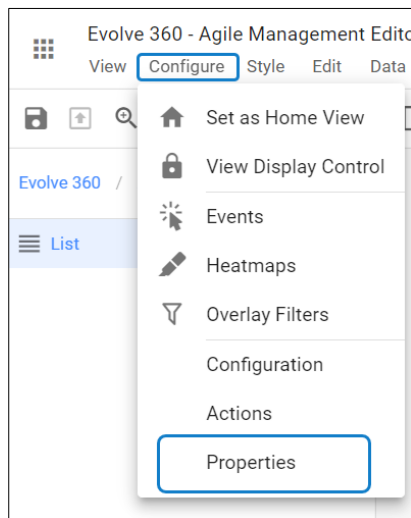 Evolve 360 - Agile Management Edito
View Configure Style Edit Data
Set as Home View
View Display Control
Evolve 360 /
Events
List
Heatmaps
Overlay Filters
Configuration
Actions
Properties